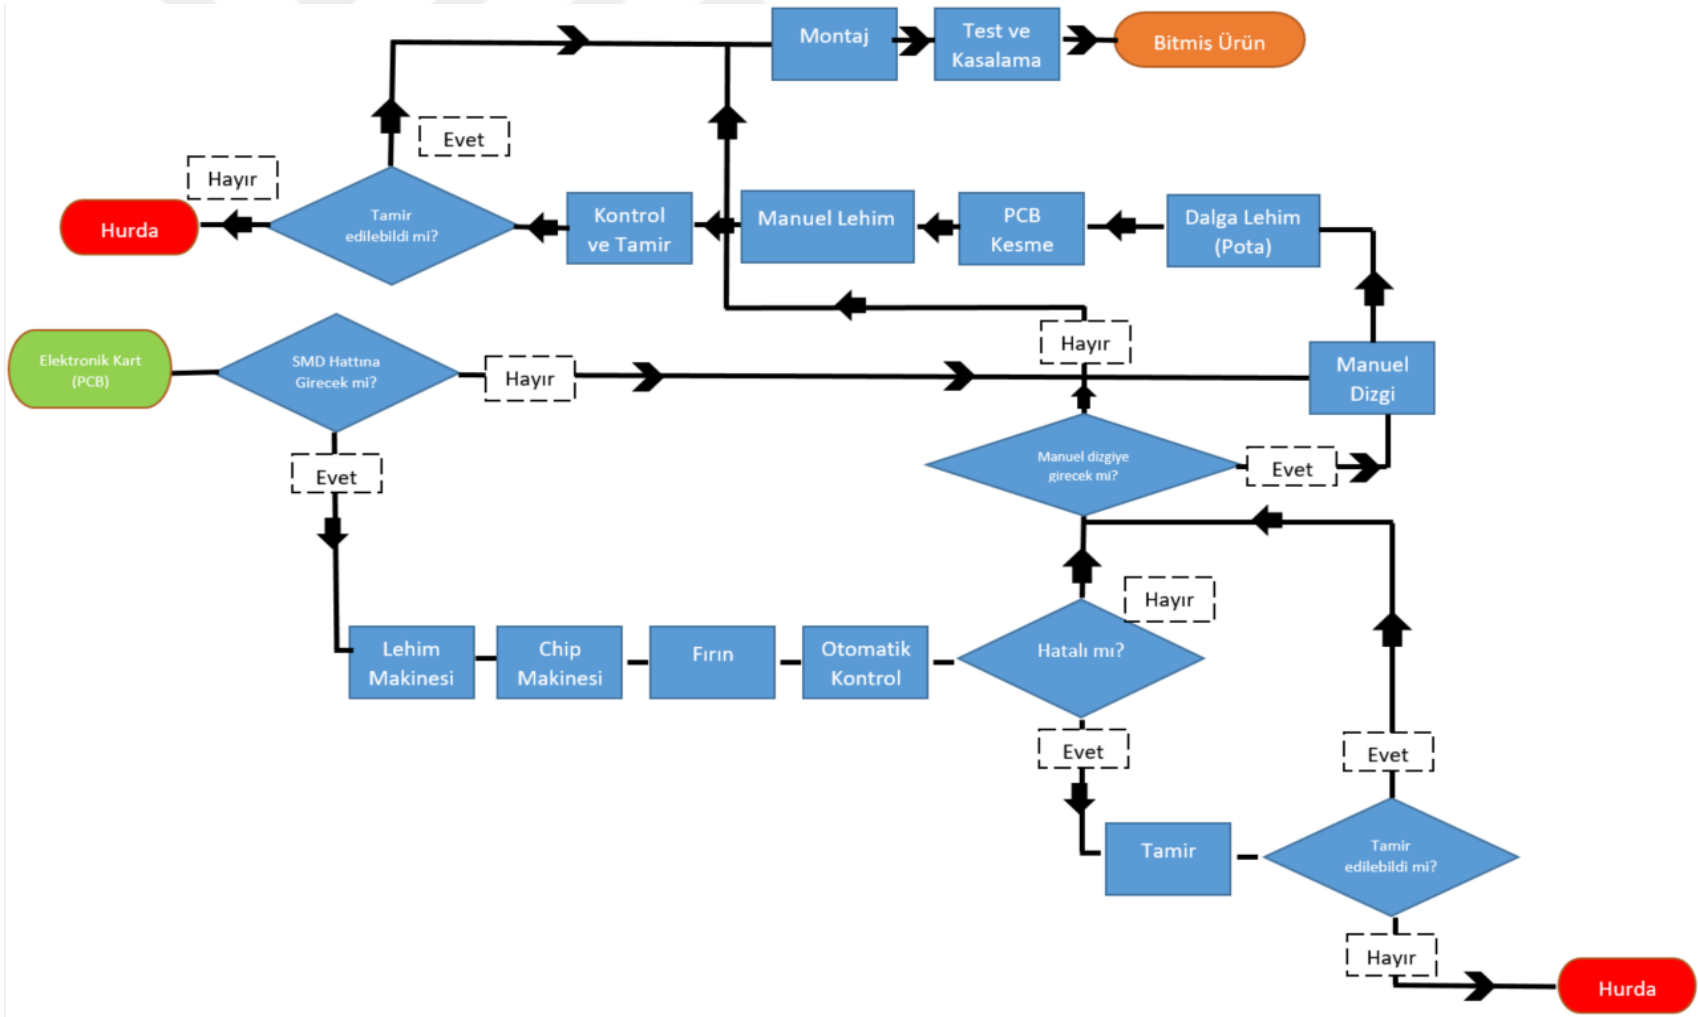 Montaj
Test ve
Kasalama
Bitmiş Ürün
Evet
Hayır
Hurda
Tamir
edilebildi mi?
Kontrol
ve Tamir
Manuel Lehim
PCB
Kesme
Dalga Lehim
(Pota)
Elektronik Kart
(PCB)
SMD Hattına
Girecek mi?
Hayır
Hayır
Manuel
Dizgi
Evet
Manuel dizgiye
girecek mi?
Evet
Hayır
Lehim
Makinesi
Chip
Makinesi
Fırın
Otomatik
Kontrol
Hatalı mı?
Evet
Evet
Tamir
Tamir
edilebildi mi?
Hayır
Hurda